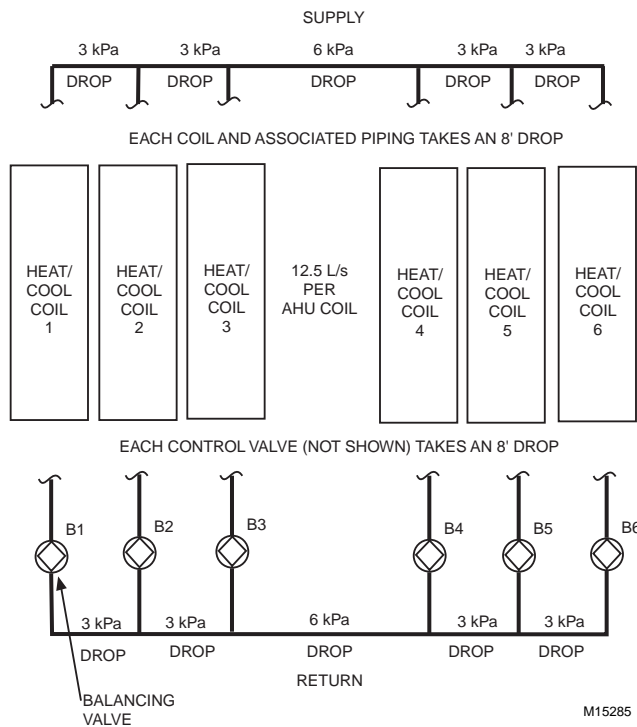 SUPPLY
3 kPa 3 kPa 6 kPa 3 kPa 3 kPa
DROP DROP DROP DROP DROP
EACH COIL AND ASSOCIATED PIPING TAKES AN 8' DROP
HEAT/
COOL
COIL
1
HEAT/
COOL
COIL
2
HEAT/
COOL
COIL
3
12.5 L/s
PER
AHU COIL
HEAT/
COOL
COIL
4
HEAT/
COOL
COIL
5
HEAT/
COOL
COIL
6
EACH CONTROL VALVE (NOT SHOWN) TAKES AN 8' DROP
B1 B2 B3 B4 B5 B6
3 kPa 3 kPa 6 kPa 3 kPa 3 kPa
DROP DROP DROP DROP DROP
RETURN
BALANCING
VALVE
M15285